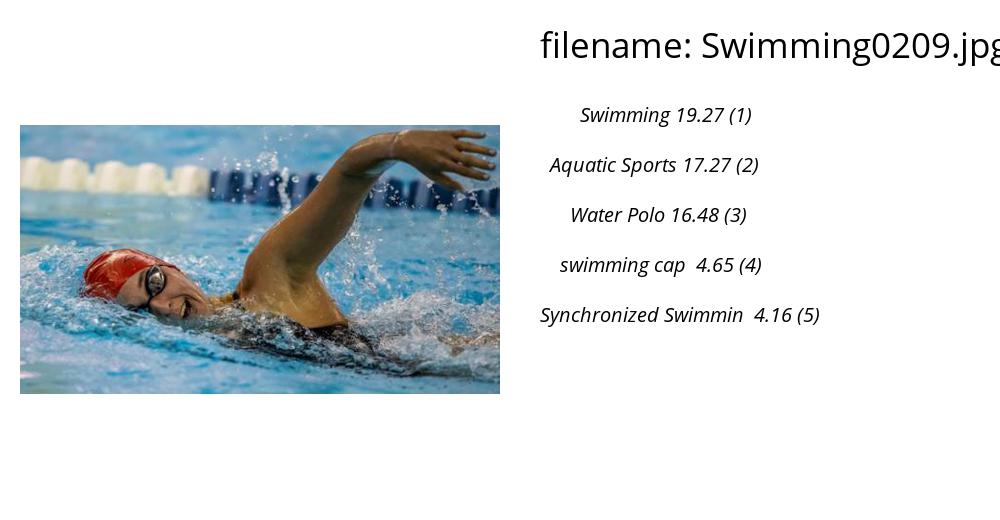 filename: Swimming0209.jpg
Swimming 19.27 (1)
Aquatic Sports 17.27 (2)
Water Polo 16.48 (3)
swimming cap  4.65 (4)
Synchronized Swimmin  4.16 (5)